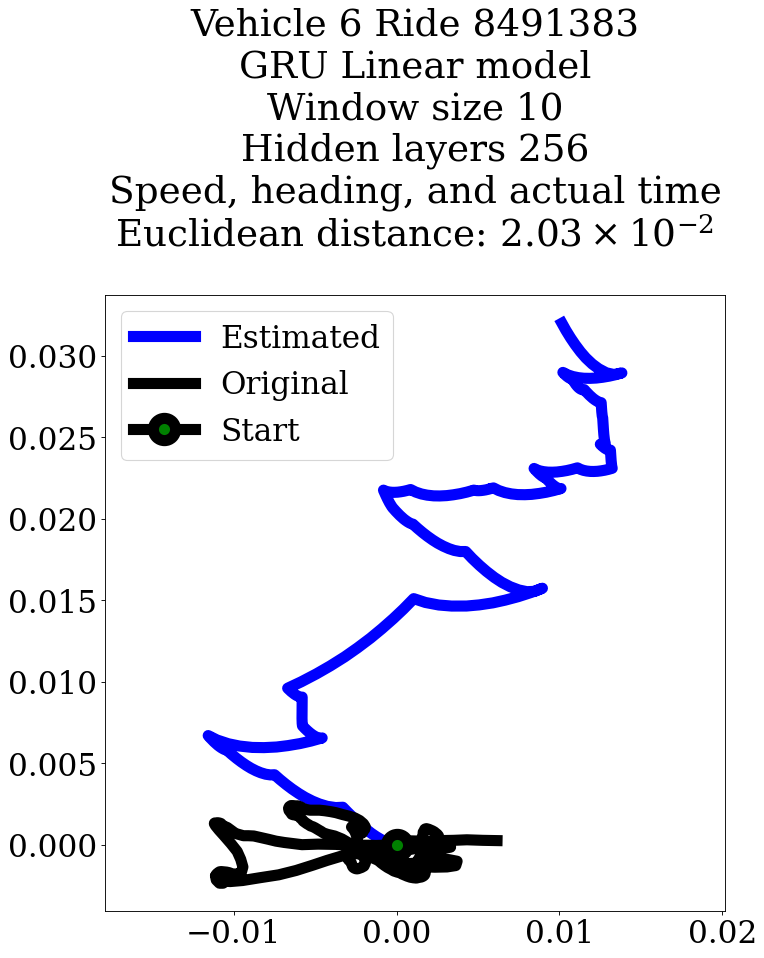 Vehicle 6 Ride 8491383
GRU Linear model
Window size 10
Hidden layers 256
Speed, heading, and actual time
Euclidean distance: 2.03 × 10⁻²
Estimated
Original
Start
0.030
0.025
0.020
0.015
0.010
0.005
0.000
−0.01 0.00 0.01 0.02